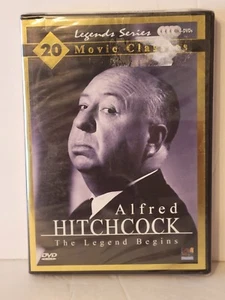 Legends Series
20 Movie Classics
Alfred
HITCHCOCK
The Legend Begins
DVD